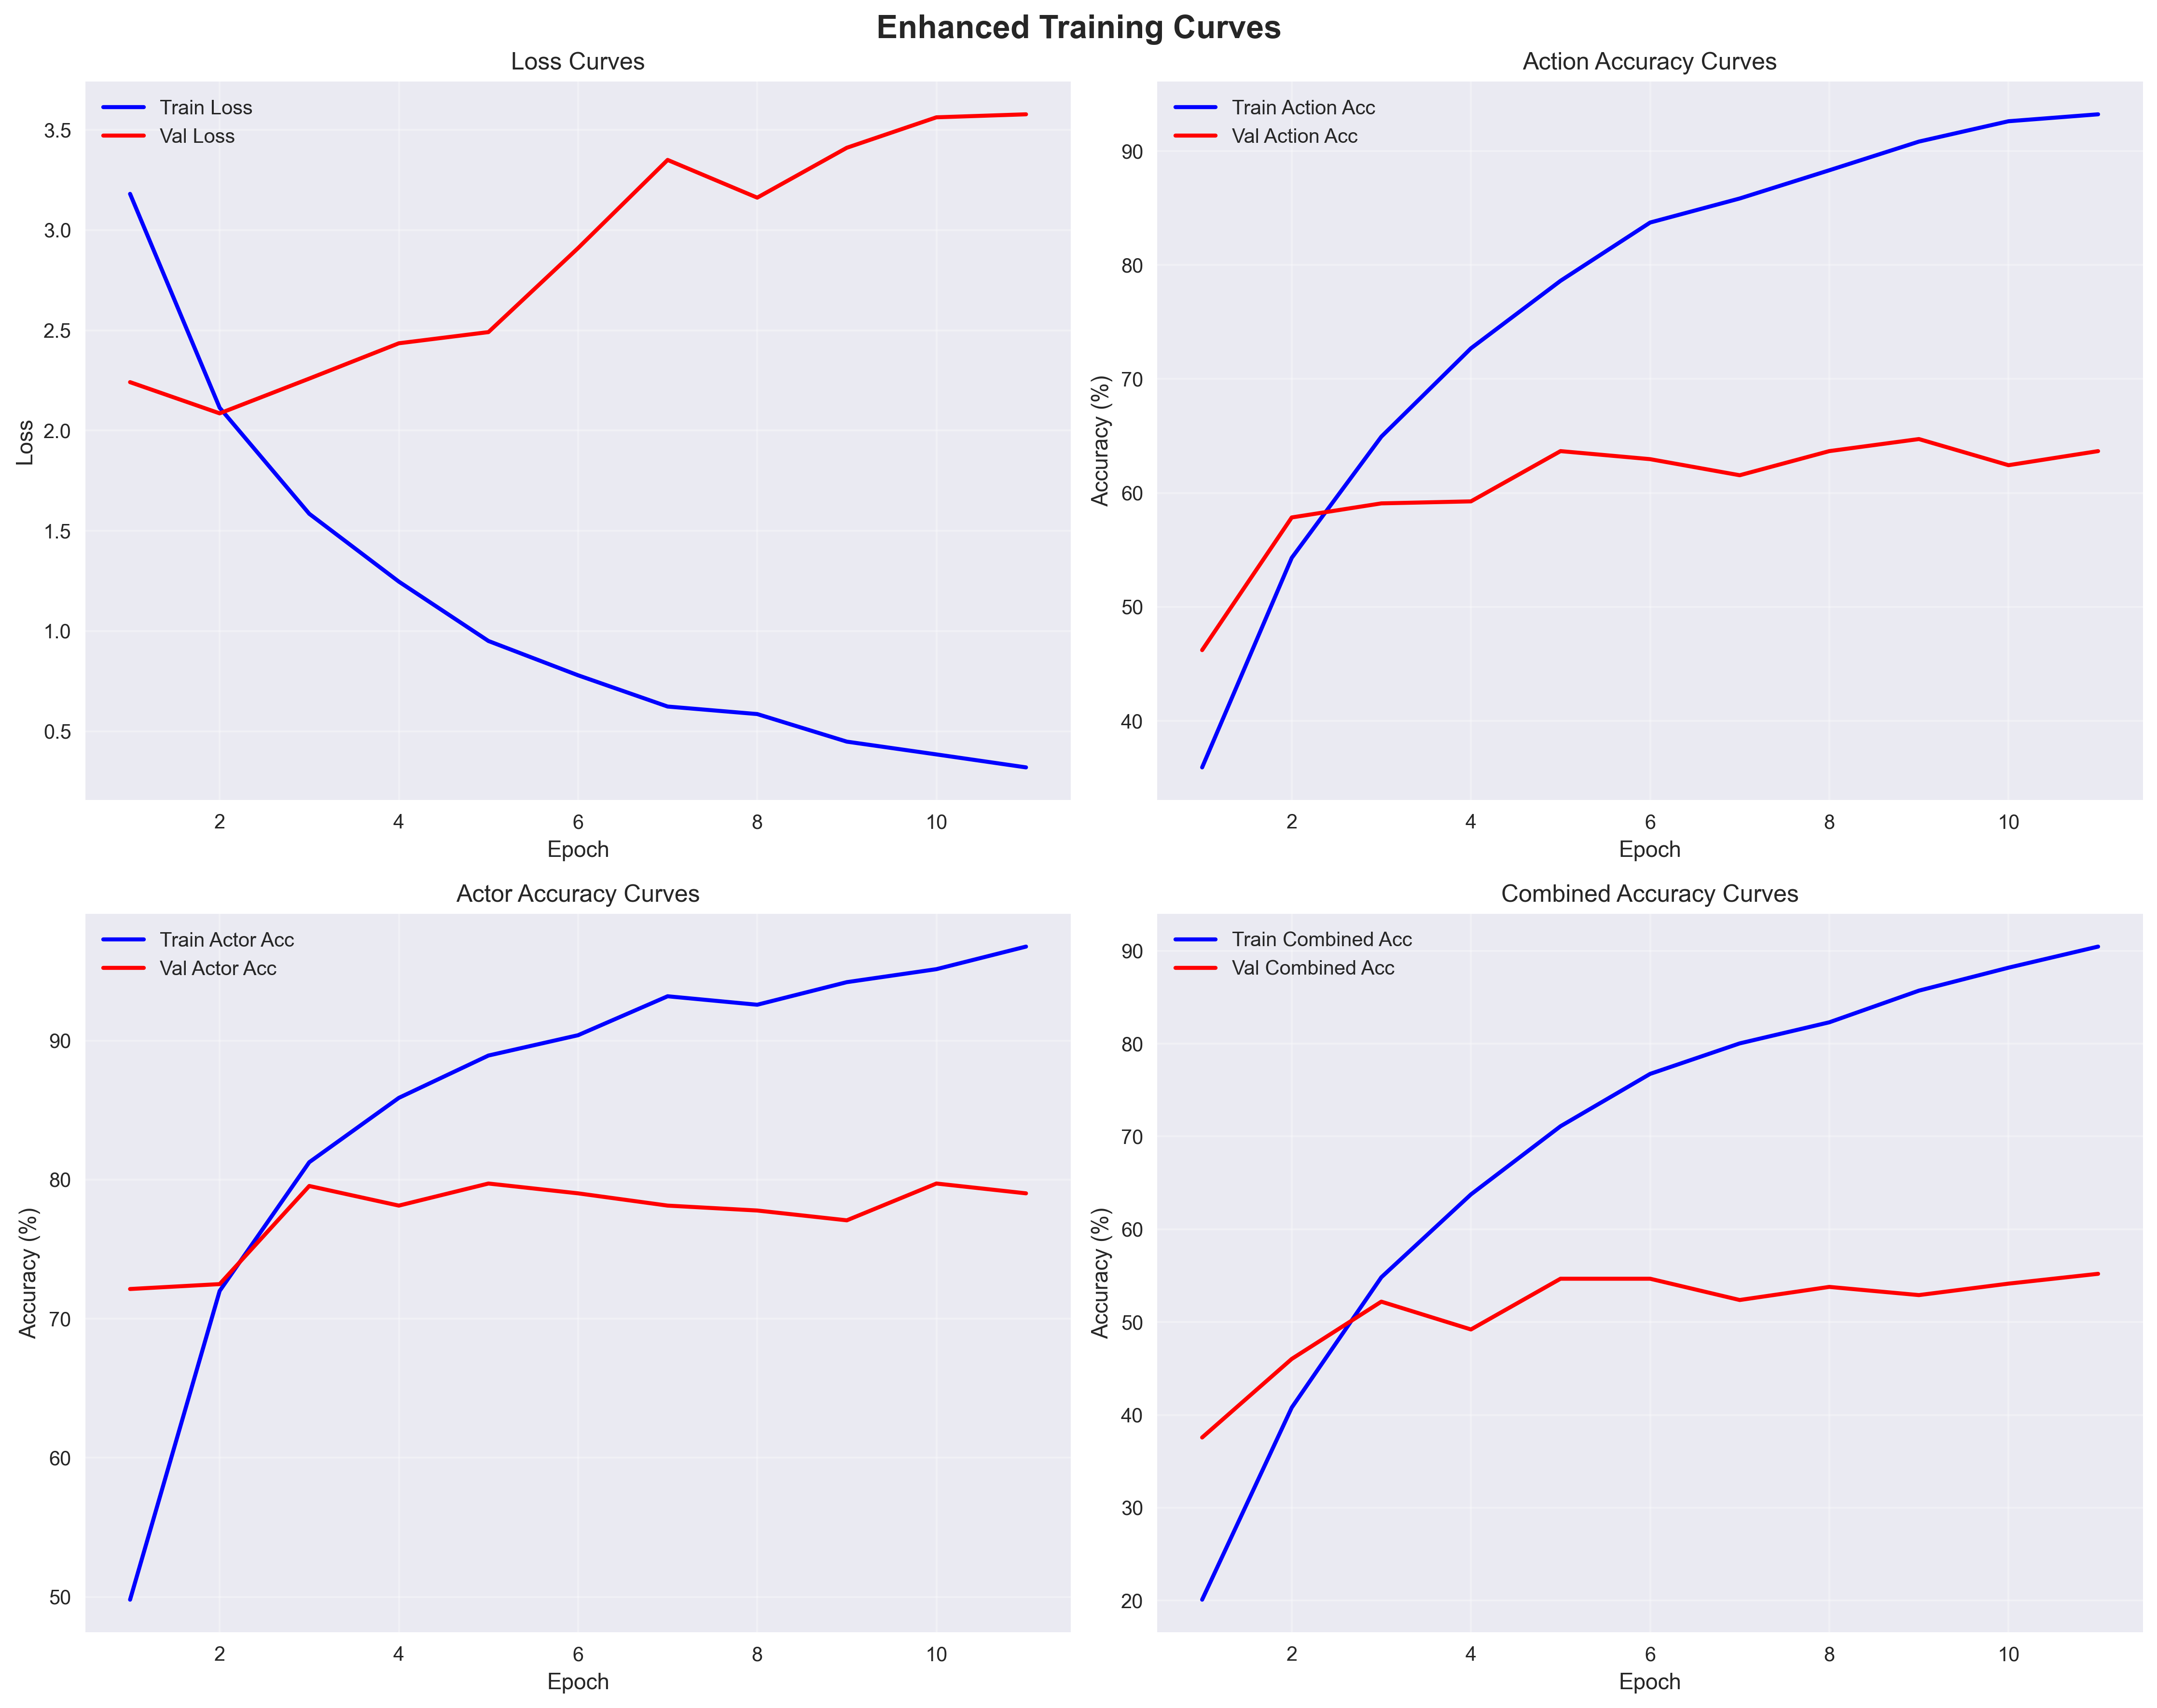 Enhanced Training Curves
Loss Curves
Train Loss
Val Loss
3.5
3.0
2.5
2.0
1.5
1.0
0.5
Loss
2 4 6 8 10
Epoch
Action Accuracy Curves
Train Action Acc
Val Action Acc
90
80
70
60
50
40
Accuracy (%)
2 4 6 8 10
Epoch
Actor Accuracy Curves
Train Actor Acc
Val Actor Acc
90
80
70
60
50
Accuracy (%)
2 4 6 8 10
Epoch
Combined Accuracy Curves
Train Combined Acc
Val Combined Acc
90
80
70
60
50
40
30
20
Accuracy (%)
2 4 6 8 10
Epoch